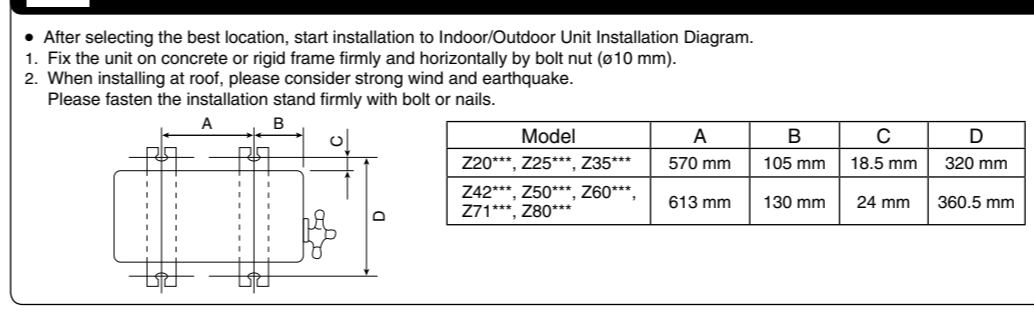 ● After selecting the best location, start installation to Indoor/Outdoor Unit Installation Diagram.
1. Fix the unit on concrete or rigid frame firmly and horizontally by bolt nut (ø10 mm).
2. When installing at roof, please consider strong wind and earthquake.
Please fasten the installation stand firmly with bolt or nails.
A B
C
D
Model A B C D
Z20***, Z25***, Z35*** 570 mm 105 mm 18.5 mm 320 mm
Z42***, Z50***, Z60***,
Z71***, Z80*** 613 mm 130 mm 24 mm 360.5 mm